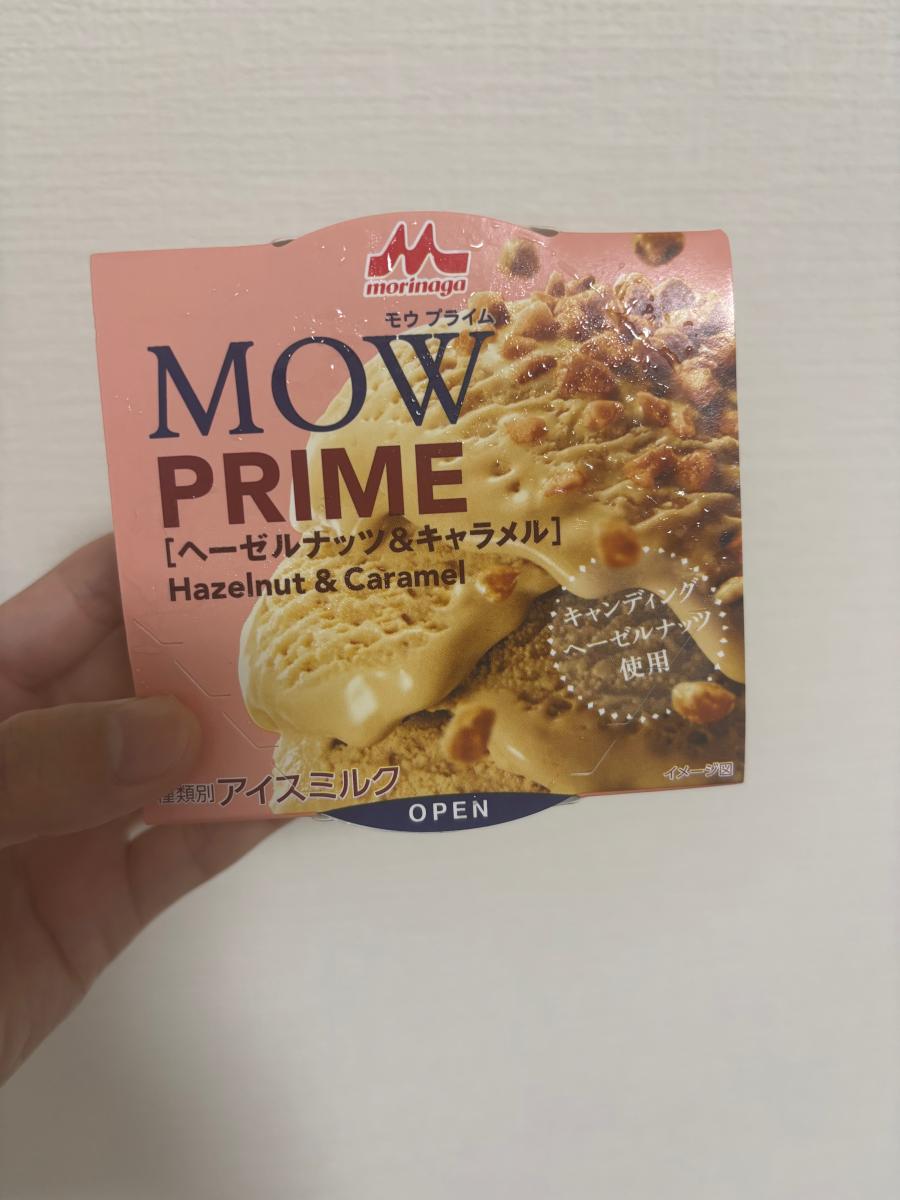 morinaga
モウ プライム
MOW
PRIME
[ヘーゼルナッツ&キャラメル]
Hazelnut & Caramel
キャンディング
ヘーゼルナッツ
使用
種類別 アイスミルク
イメージ図
OPEN